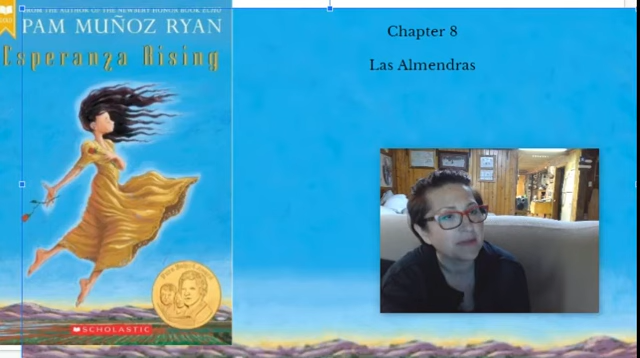 FROM THE AUTHOR OF THE NEWBERY HONOR BOOK ECHO
PAM MUÑOZ RYAN
Esperanza Rising
SCHOLASTIC
Chapter 8
Las Almendras